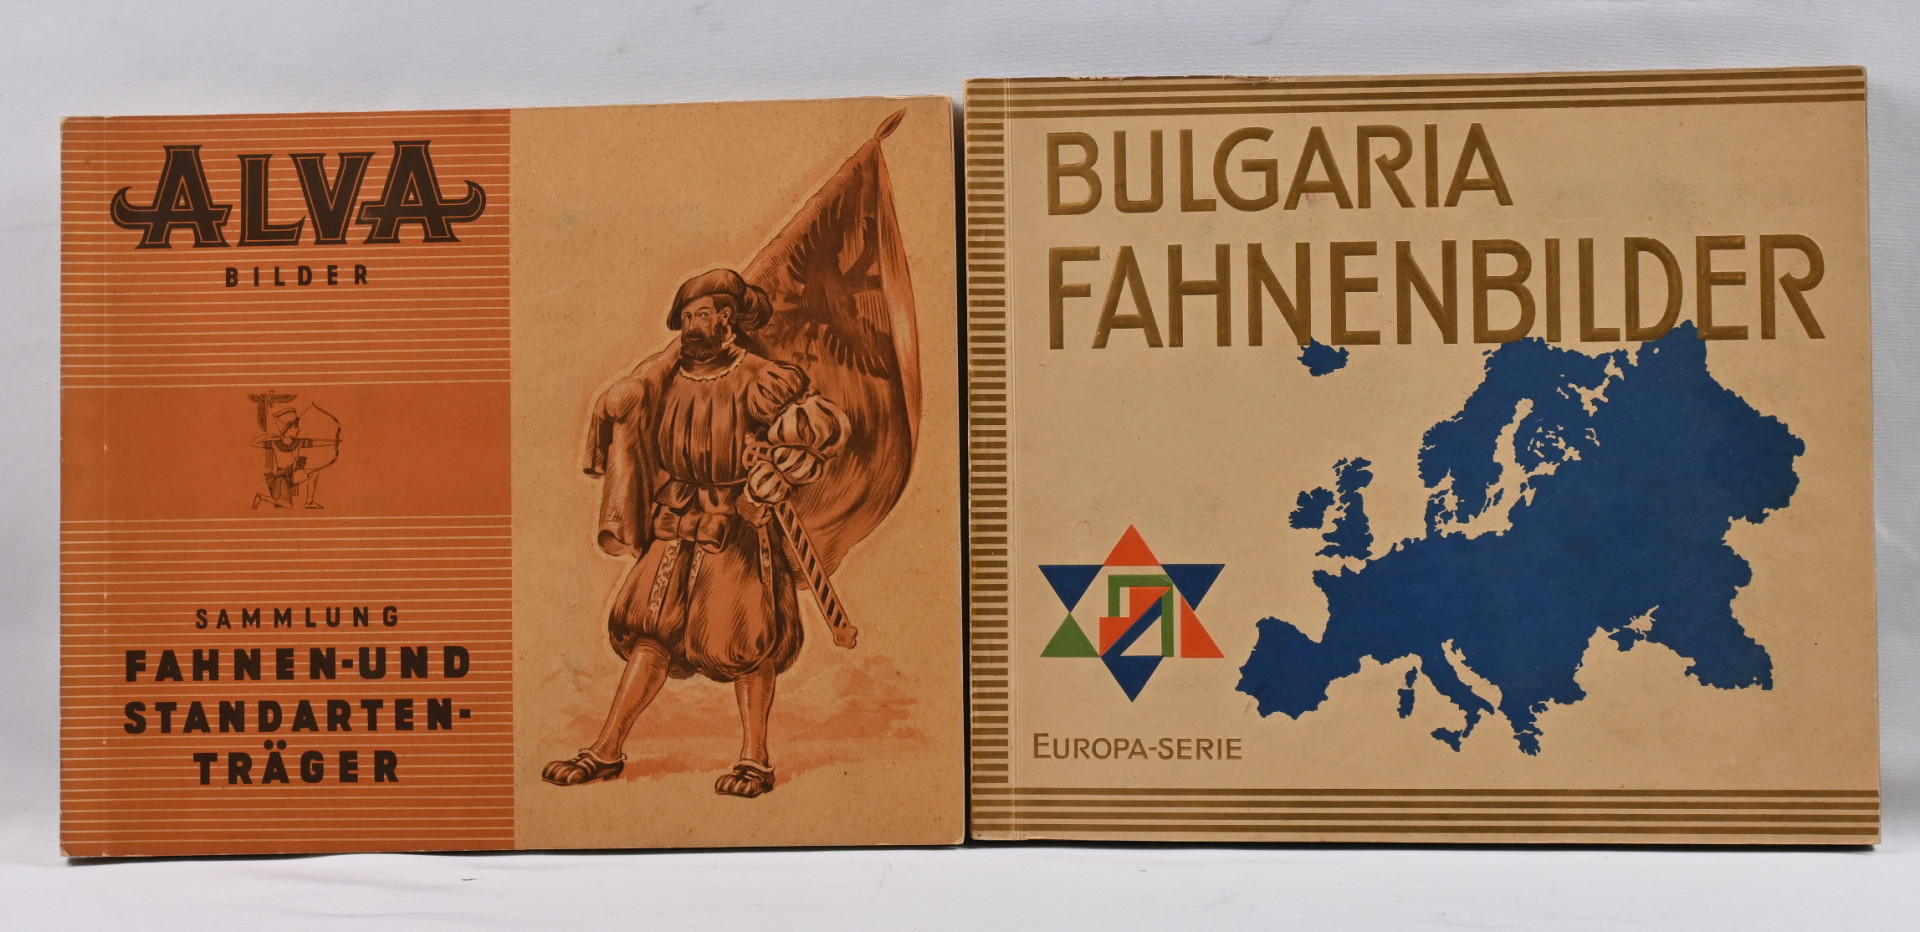 ALVA
BILDER
SAMMLUNG
FAHNEN-UND
STANDARTEN-
TRÄGER
BULGARIA
FAHNENBILDER
EUROPA-SERIE